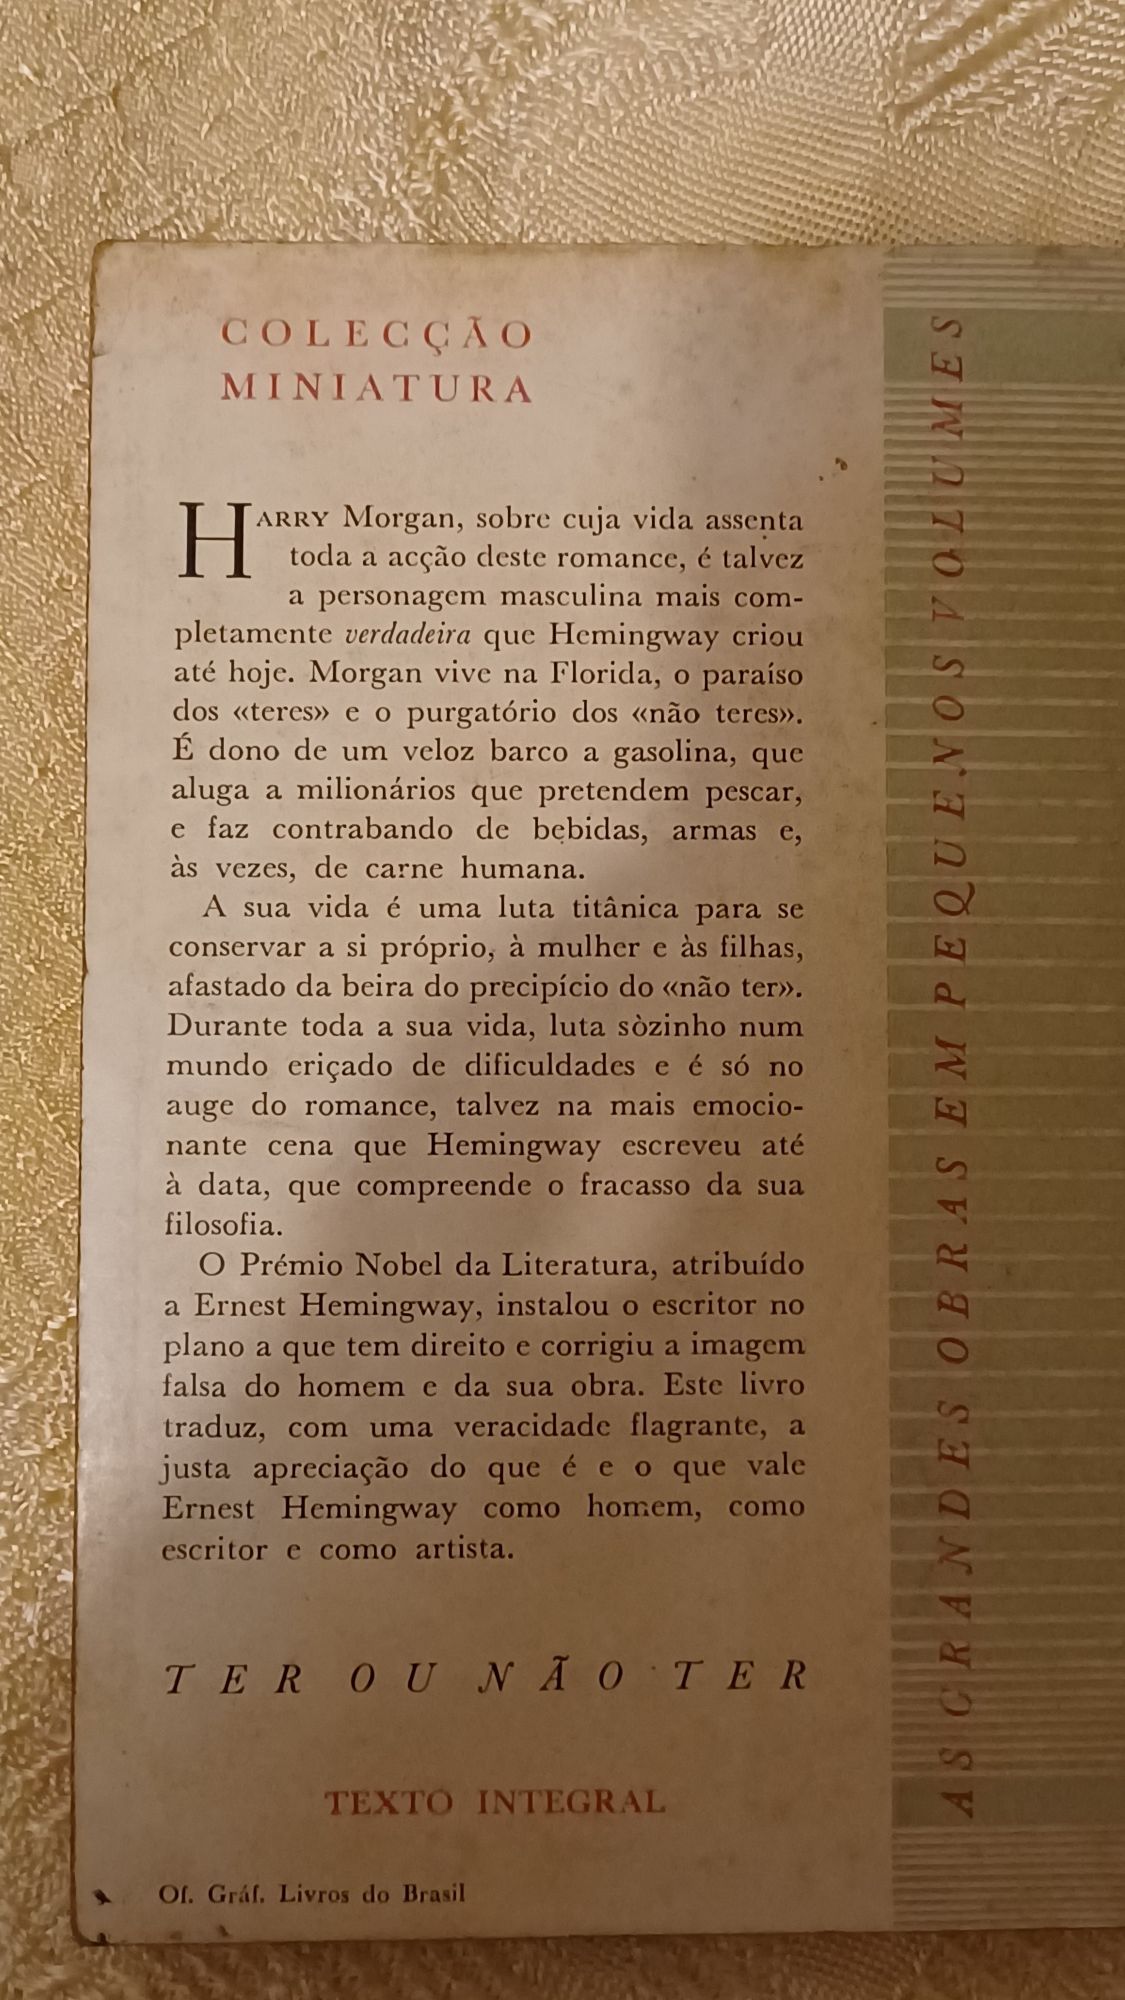 COLECÇÃO
MINIATURA
HARRY Morgan, sobre cuja vida assenta
toda a acção deste romance, é talvez
a personagem masculina mais com-
pletamente verdadeira que Hemingway criou
até hoje. Morgan vive na Florida, o paraíso
dos «teres» e o purgatório dos «não teres».
É dono de um veloz barco a gasolina, que
aluga a milionários que pretendem pescar,
e faz contrabando de bebidas, armas e,
às vezes, de carne humana.
A sua vida é uma luta titânica para se
conservar a si próprio, à mulher e às filhas,
afastado da beira do precipício do «não ter».
Durante toda a sua vida, luta sòzinho num
mundo eriçado de dificuldades e é só no
auge do romance, talvez na mais emocio-
nante cena que Hemingway escreveu até
à data, que compreende o fracasso da sua
filosofia.
O Prémio Nobel da Literatura, atribuído
a Ernest Hemingway, instalou o escritor no
plano a que tem direito e corrigiu a imagem
falsa do homem e da sua obra. Este livro
traduz, com uma veracidade flagrante, a
justa apreciação do que é e o que vale
Ernest Hemingway como homem, como
escritor e como artista.
TER OU NÃO TER
TEXTO INTEGRAL
Of. Gráf. Livros do Brasil
AS GRANDES OBRAS EM PEQUENOS VOLUMES